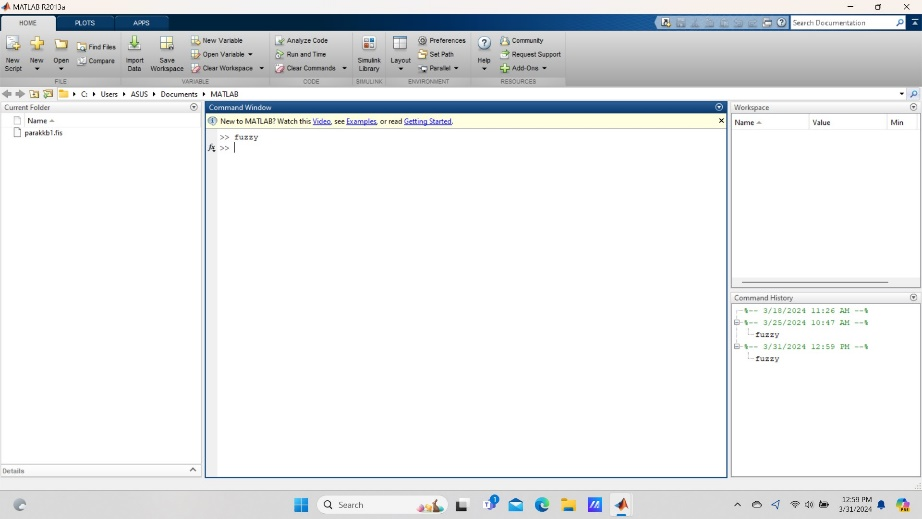 MATLAB R2013a
HOME PLOTS APPS
Search Documentation
New Script
New
Open
Find Files
Compare
Import Data
Save Workspace
New Variable
Open Variable
Clear Workspace
Analyze Code
Run and Time
Clear Commands
Simulink Library
Layout
Preferences
Set Path
Parallel
Help
Community
Request Support
Add-Ons
FILE VARIABLE CODE SIMULINK ENVIRONMENT RESOURCES
C: Users ASUS Documents MATLAB
Current Folder
Name
parakkb1.fis
Details
Command Window
New to MATLAB? Watch this Video, see Examples, or read Getting Started.
>> fuzzy
fx >>
Workspace
Name Value Min
Command History
%-- 3/18/2024 11:26 AM --%
%-- 3/25/2024 10:47 AM --%
fuzzy
%-- 3/31/2024 12:59 PM --%
fuzzy
Search
1
12:59 PM
3/31/2024